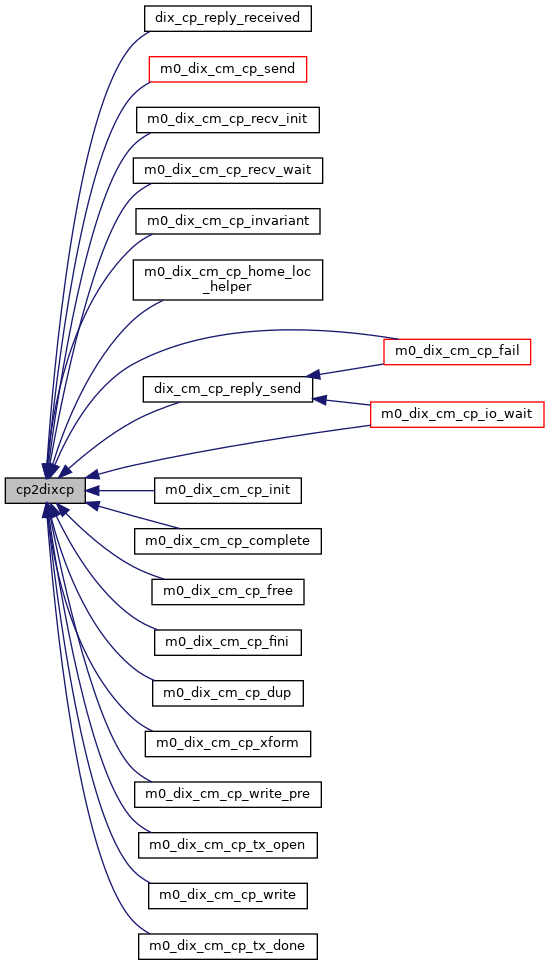 dix_cp_reply_received
m0_dix_cm_cp_send
m0_dix_cm_cp_recv_init
m0_dix_cm_cp_recv_wait
m0_dix_cm_cp_invariant
m0_dix_cm_cp_home_loc
_helper
m0_dix_cm_cp_fail
dix_cm_cp_reply_send
m0_dix_cm_cp_io_wait
cp2dixcp
m0_dix_cm_cp_init
m0_dix_cm_cp_complete
m0_dix_cm_cp_free
m0_dix_cm_cp_fini
m0_dix_cm_cp_dup
m0_dix_cm_cp_xform
m0_dix_cm_cp_write_pre
m0_dix_cm_cp_tx_open
m0_dix_cm_cp_write
m0_dix_cm_cp_tx_done